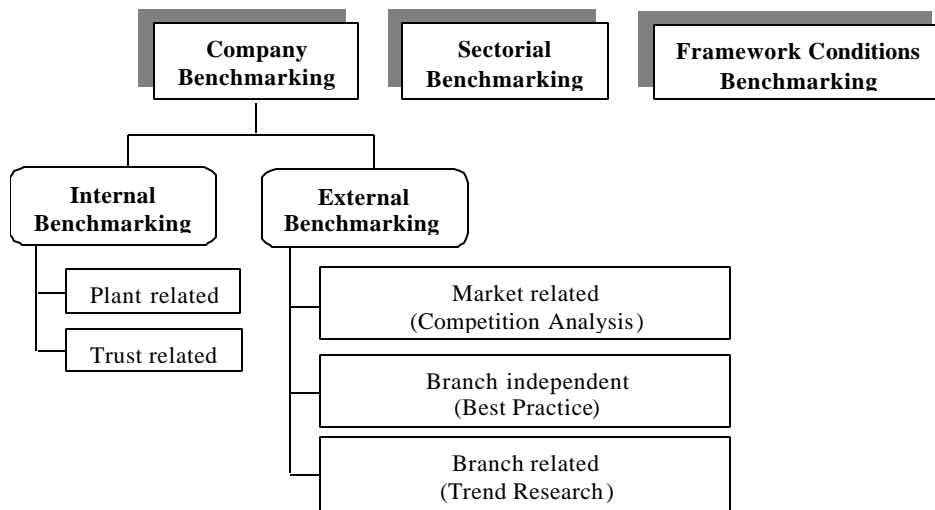 Company
Benchmarking
Sectorial
Benchmarking
Framework Conditions
Benchmarking
Internal
Benchmarking
External
Benchmarking
Plant related
Trust related
Market related
(Competition Analysis)
Branch independent
(Best Practice)
Branch related
(Trend Research)